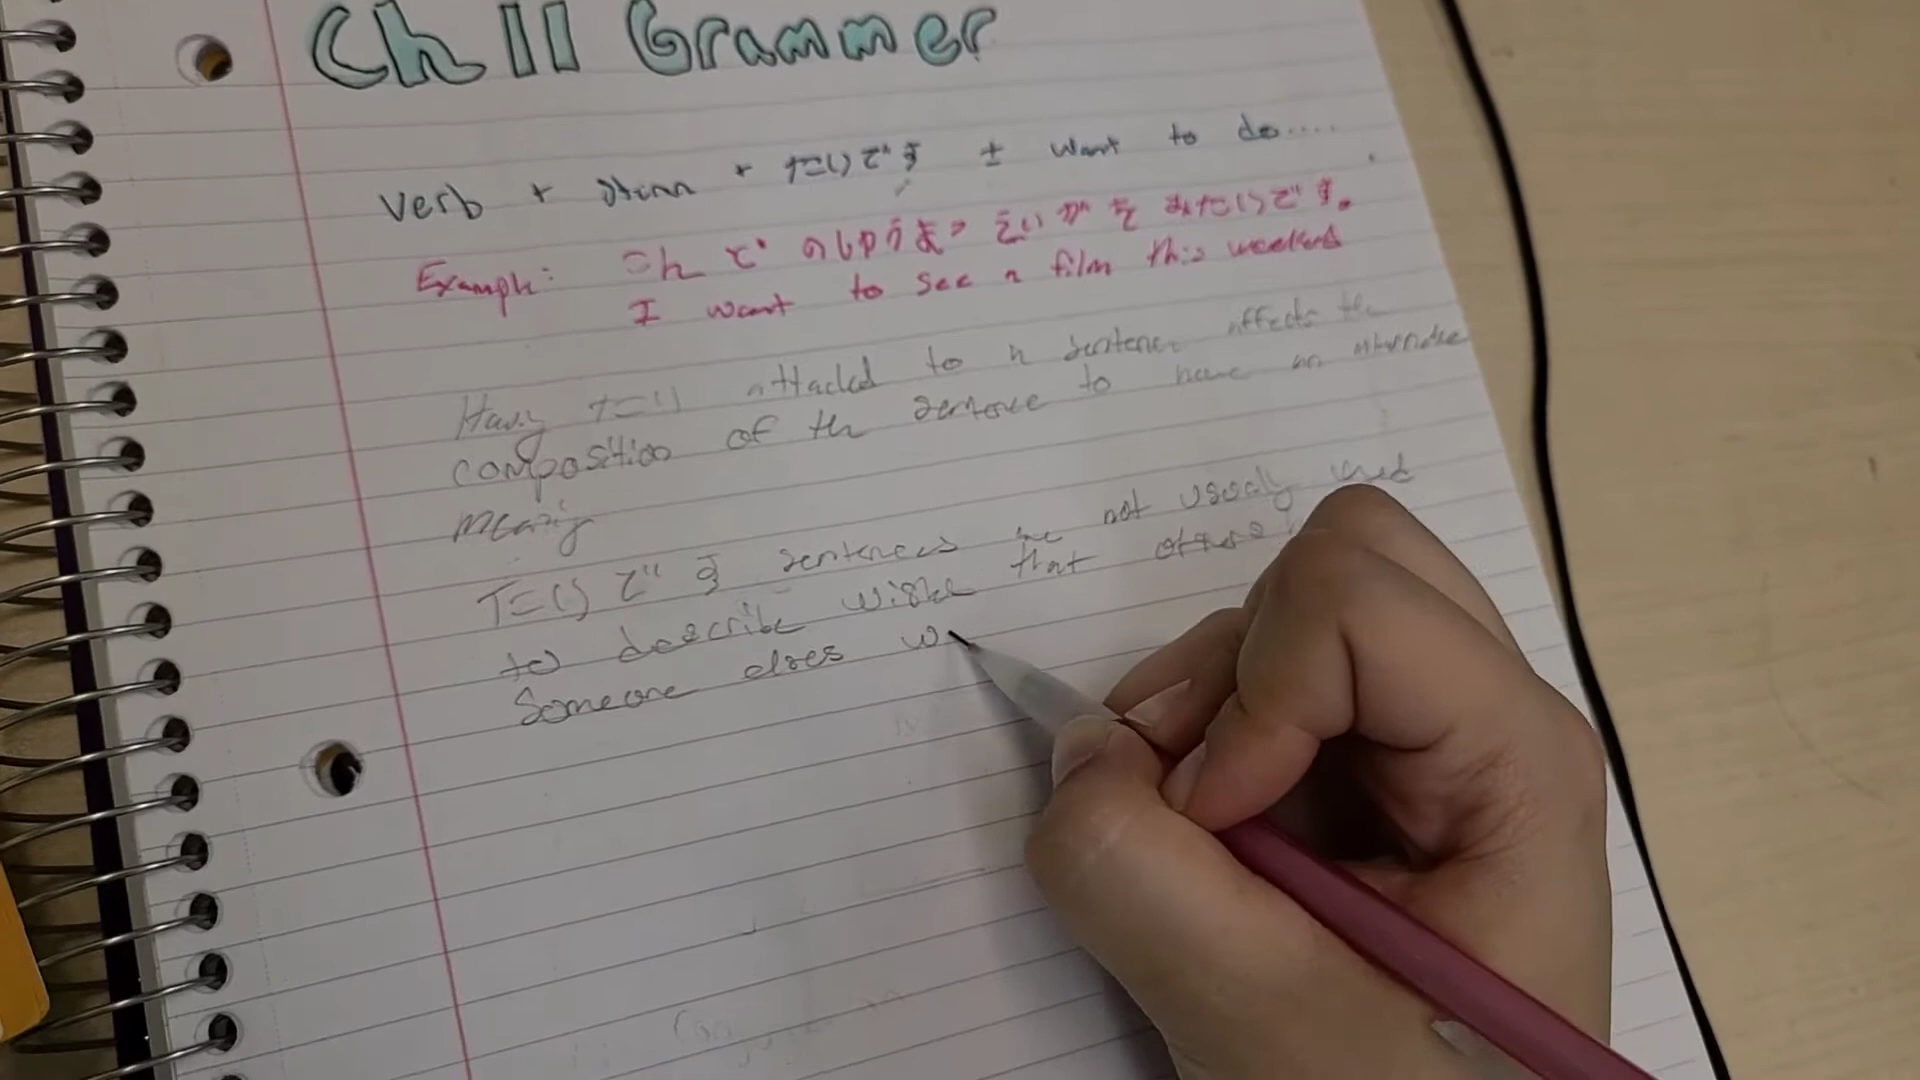 Ch 11 Grammer
verb + stem + たいです ± want to do....
Example: こんでのしゅうまつ えいがを みたいです。
I want to see a film this weekend
Having たい attached to a sentence affects the
composition of the sentence to have an alternate
meaning
たいです sentences are not usually used
to describe wishes that others
Someone elses w